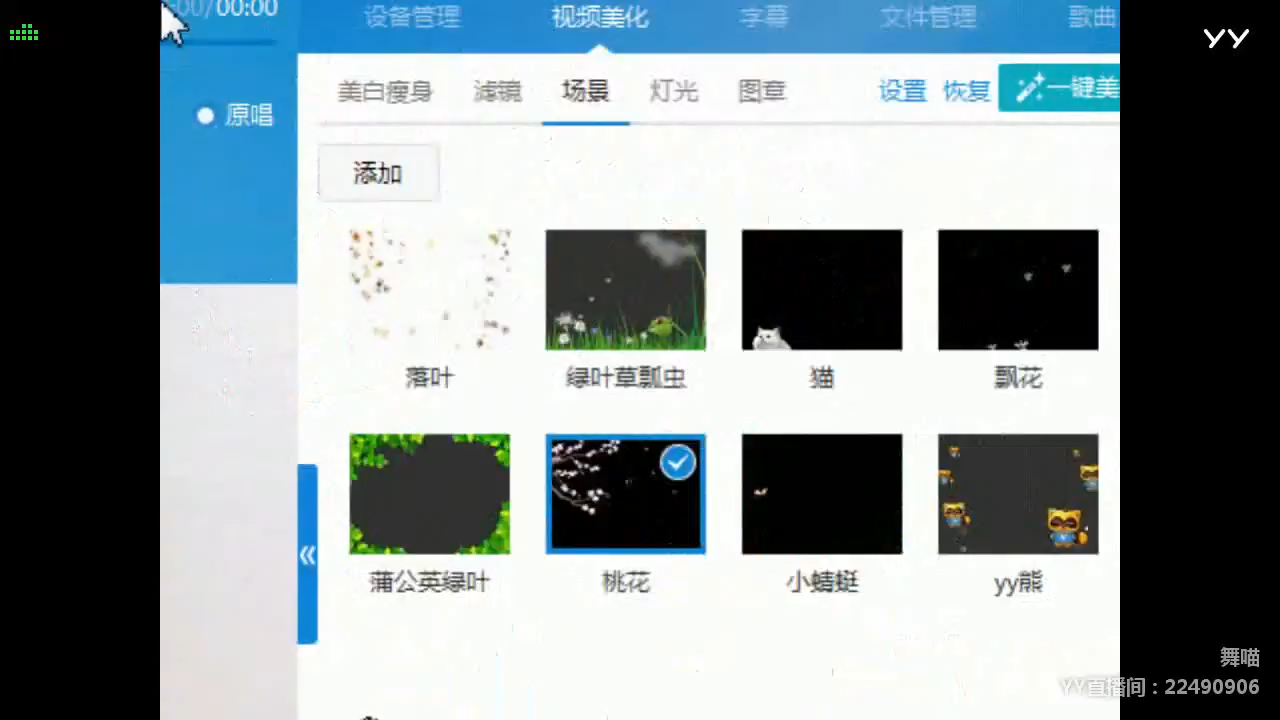 00/00:00
设备管理 视频美化 字幕 文件管理 歌曲
YY
美白瘦身 滤镜 场景 灯光 图章 设置 恢复 一键美
原唱
添加
落叶 绿叶草瓢虫 猫 飘花
蒲公英绿叶 桃花 小蜻蜓 yy熊
舞喵
YY直播间：22490906